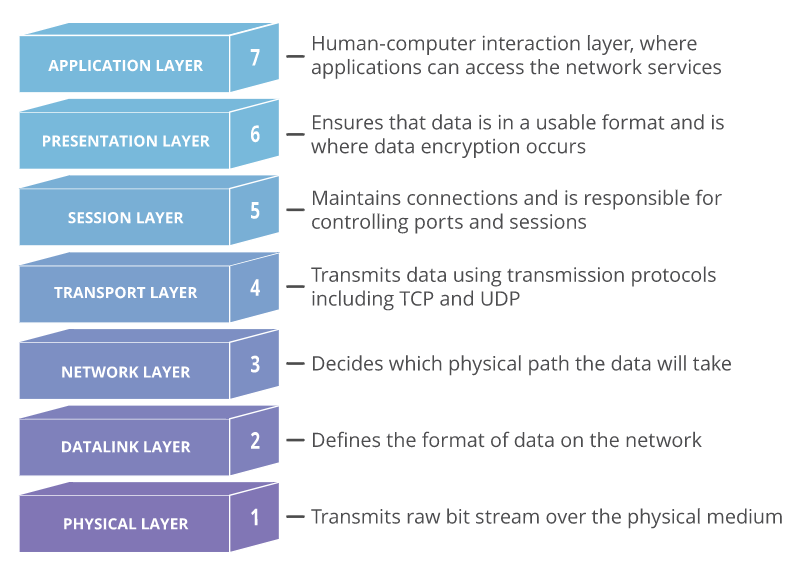 APPLICATION LAYER 7
Human-computer interaction layer, where
applications can access the network services
PRESENTATION LAYER 6
Ensures that data is in a usable format and is
where data encryption occurs
SESSION LAYER 5
Maintains connections and is responsible for
controlling ports and sessions
TRANSPORT LAYER 4
Transmits data using transmission protocols
including TCP and UDP
NETWORK LAYER 3
Decides which physical path the data will take
DATALINK LAYER 2
Defines the format of data on the network
PHYSICAL LAYER 1
Transmits raw bit stream over the physical medium